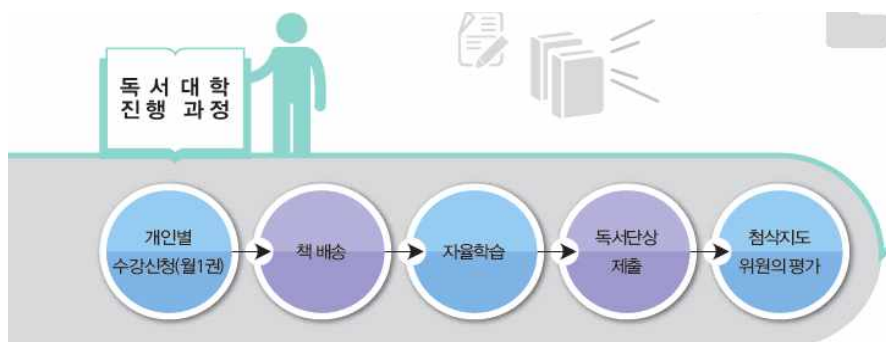 독서대학
진행 과정
개인별
수강신청(월1권)
책 배송
자율학습
독서단상
제출
첨삭지도
위원의 평가